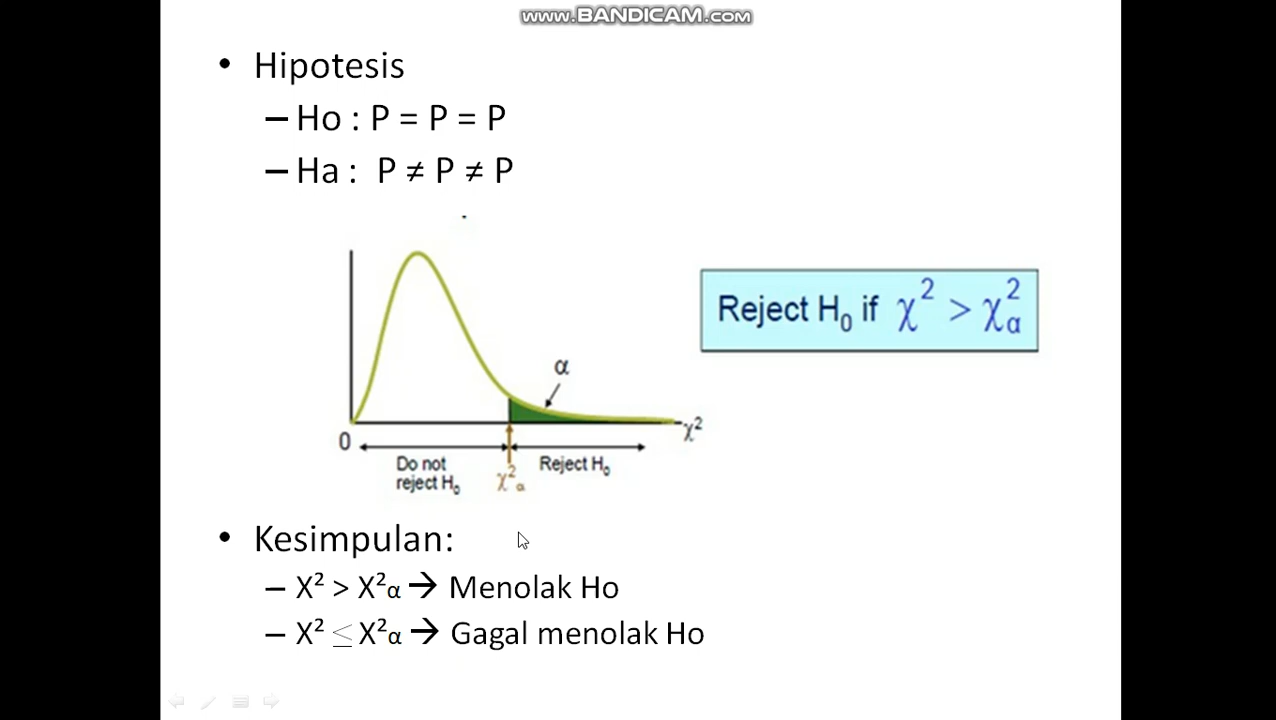 www.BANDICAM.com
• Hipotesis
– Ho : P = P = P
– Ha : P ≠ P ≠ P
Reject H₀ if χ² > χ²α
α
χ²
0
Do not
reject H₀
χ²α
Reject H₀
• Kesimpulan:
– X² > X²α → Menolak Ho
– X² ≤ X²α → Gagal menolak Ho